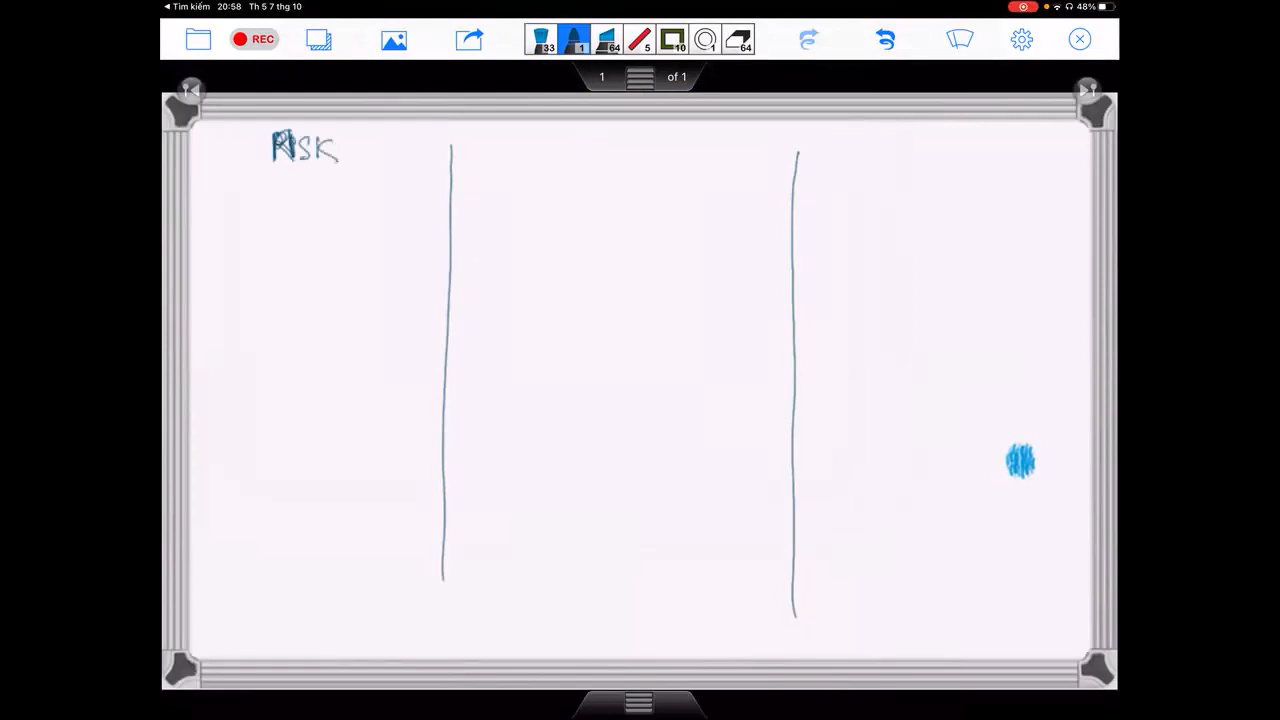 Tìm kiếm 20:58 Th 5 7 thg 10 48%
REC 33 1 64 5 10 1 64
1 of 1
RISK